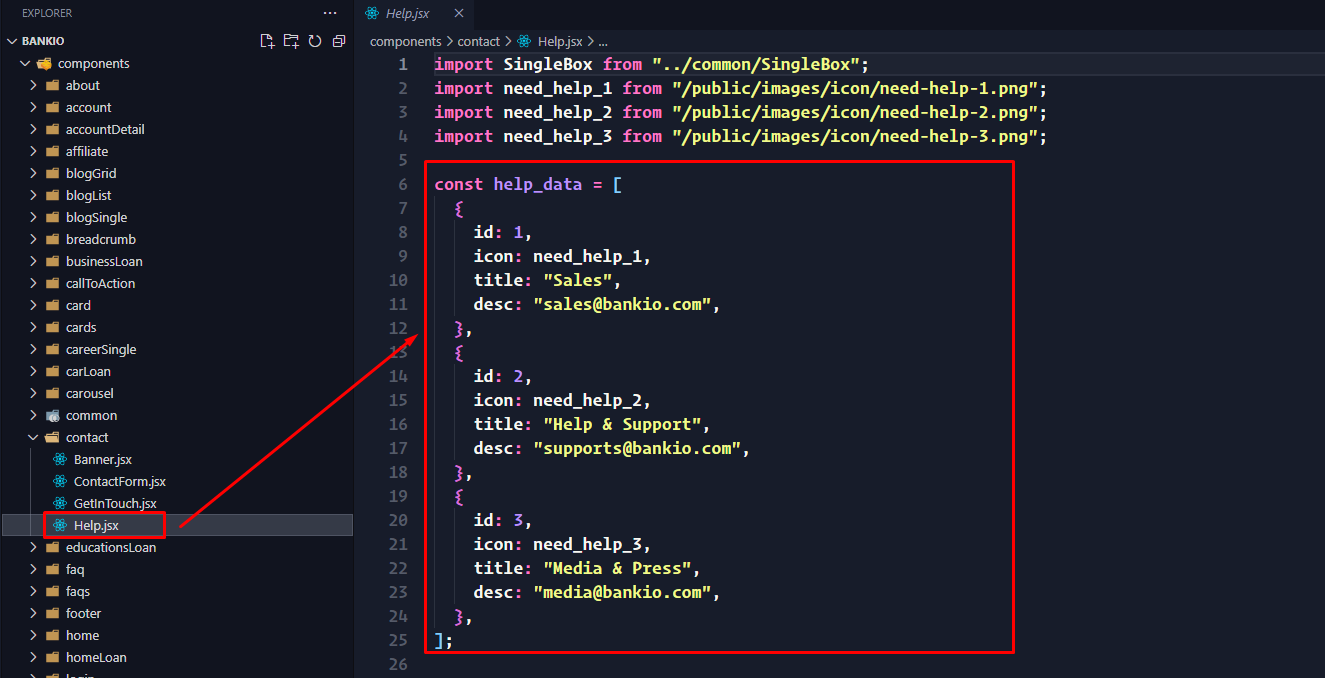 EXPLORER
BANKIO
components
about
account
accountDetail
affiliate
blogGrid
blogList
blogSingle
breadcrumb
businessLoan
callToAction
card
cards
careerSingle
carLoan
carousel
common
contact
Banner.jsx
ContactForm.jsx
GetInTouch.jsx
Help.jsx
educationsLoan
faq
faqs
footer
home
homeLoan
login
Help.jsx
components > contact > Help.jsx > ...
1 import SingleBox from "../common/SingleBox";
2 import need_help_1 from "/public/images/icon/need-help-1.png";
3 import need_help_2 from "/public/images/icon/need-help-2.png";
4 import need_help_3 from "/public/images/icon/need-help-3.png";
5
6 const help_data = [
7 {
8 id: 1,
9 icon: need_help_1,
10 title: "Sales",
11 desc: "sales@bankio.com",
12 },
13 {
14 id: 2,
15 icon: need_help_2,
16 title: "Help & Support",
17 desc: "supports@bankio.com",
18 },
19 {
20 id: 3,
21 icon: need_help_3,
22 title: "Media & Press",
23 desc: "media@bankio.com",
24 },
25 ];
26